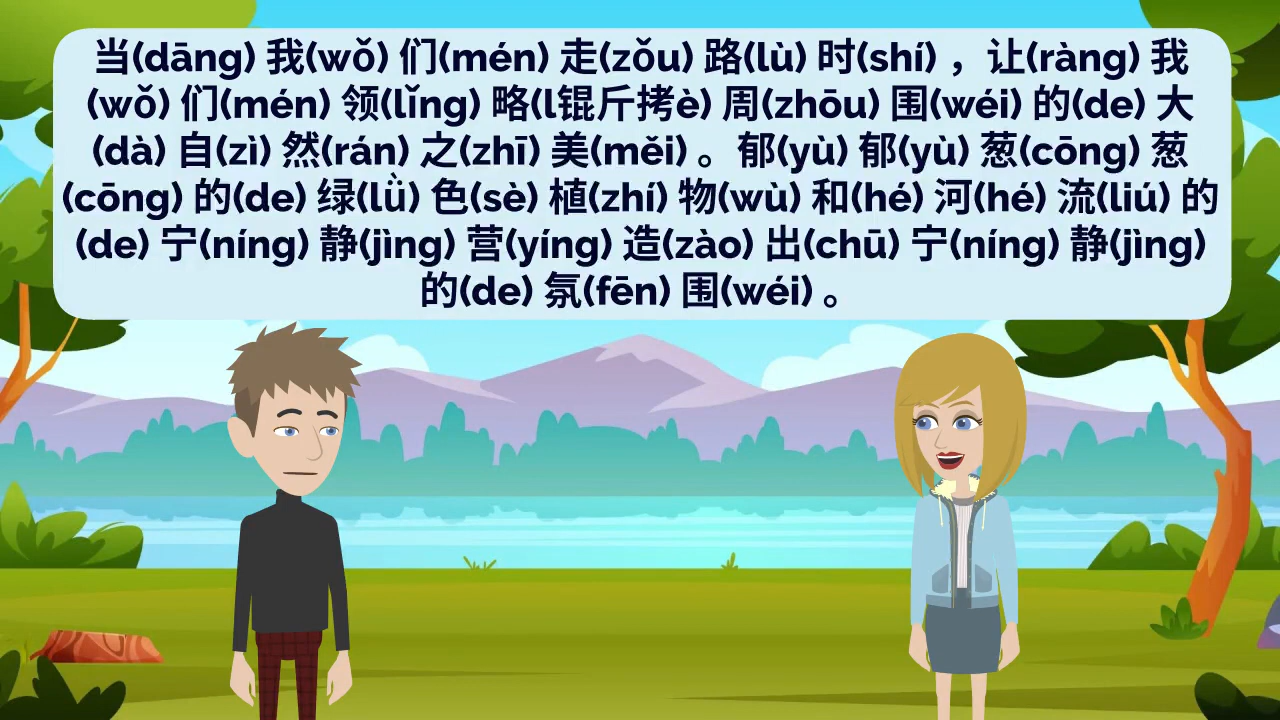 当(dāng) 我(wǒ) 们(mén) 走(zǒu) 路(lù) 时(shí) ，让(ràng) 我
(wǒ) 们(mén) 领(lǐng) 略(l锟斤拷è) 周(zhōu) 围(wéi) 的(de) 大
(dà) 自(zì) 然(rán) 之(zhī) 美(měi) 。郁(yù) 郁(yù) 葱(cōng) 葱
(cōng) 的(de) 绿(lǜ) 色(sè) 植(zhí) 物(wù) 和(hé) 河(hé) 流(liú) 的
(de) 宁(níng) 静(jìng) 营(yíng) 造(zào) 出(chū) 宁(níng) 静(jìng)
的(de) 氛(fēn) 围(wéi) 。